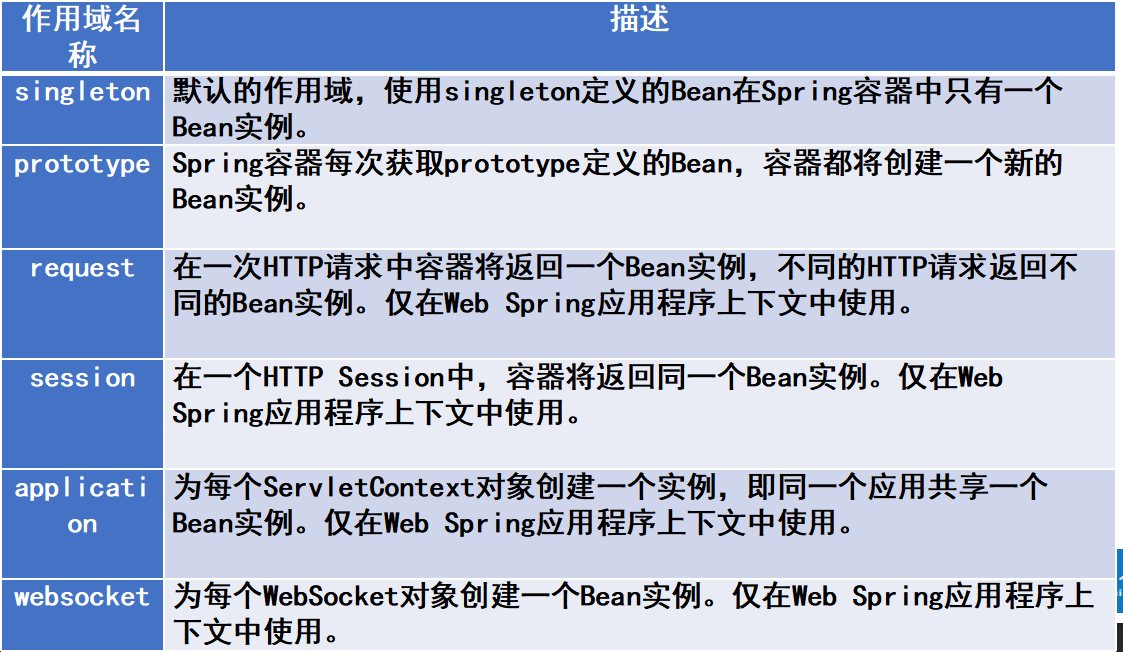 作用域名
称
描述
singleton
默认的作用域，使用singleton定义的Bean在Spring容器中只有一个
Bean实例。
prototype
Spring容器每次获取prototype定义的Bean，容器都将创建一个新的
Bean实例。
request
在一次HTTP请求中容器将返回一个Bean实例，不同的HTTP请求返回不
同的Bean实例。仅在Web Spring应用程序上下文中使用。
session
在一个HTTP Session中，容器将返回同一个Bean实例。仅在Web
Spring应用程序上下文中使用。
applicati
on
为每个ServletContext对象创建一个实例，即同一个应用共享一个
Bean实例。仅在Web Spring应用程序上下文中使用。
websocket
为每个WebSocket对象创建一个Bean实例。仅在Web Spring应用程序上
下文中使用。